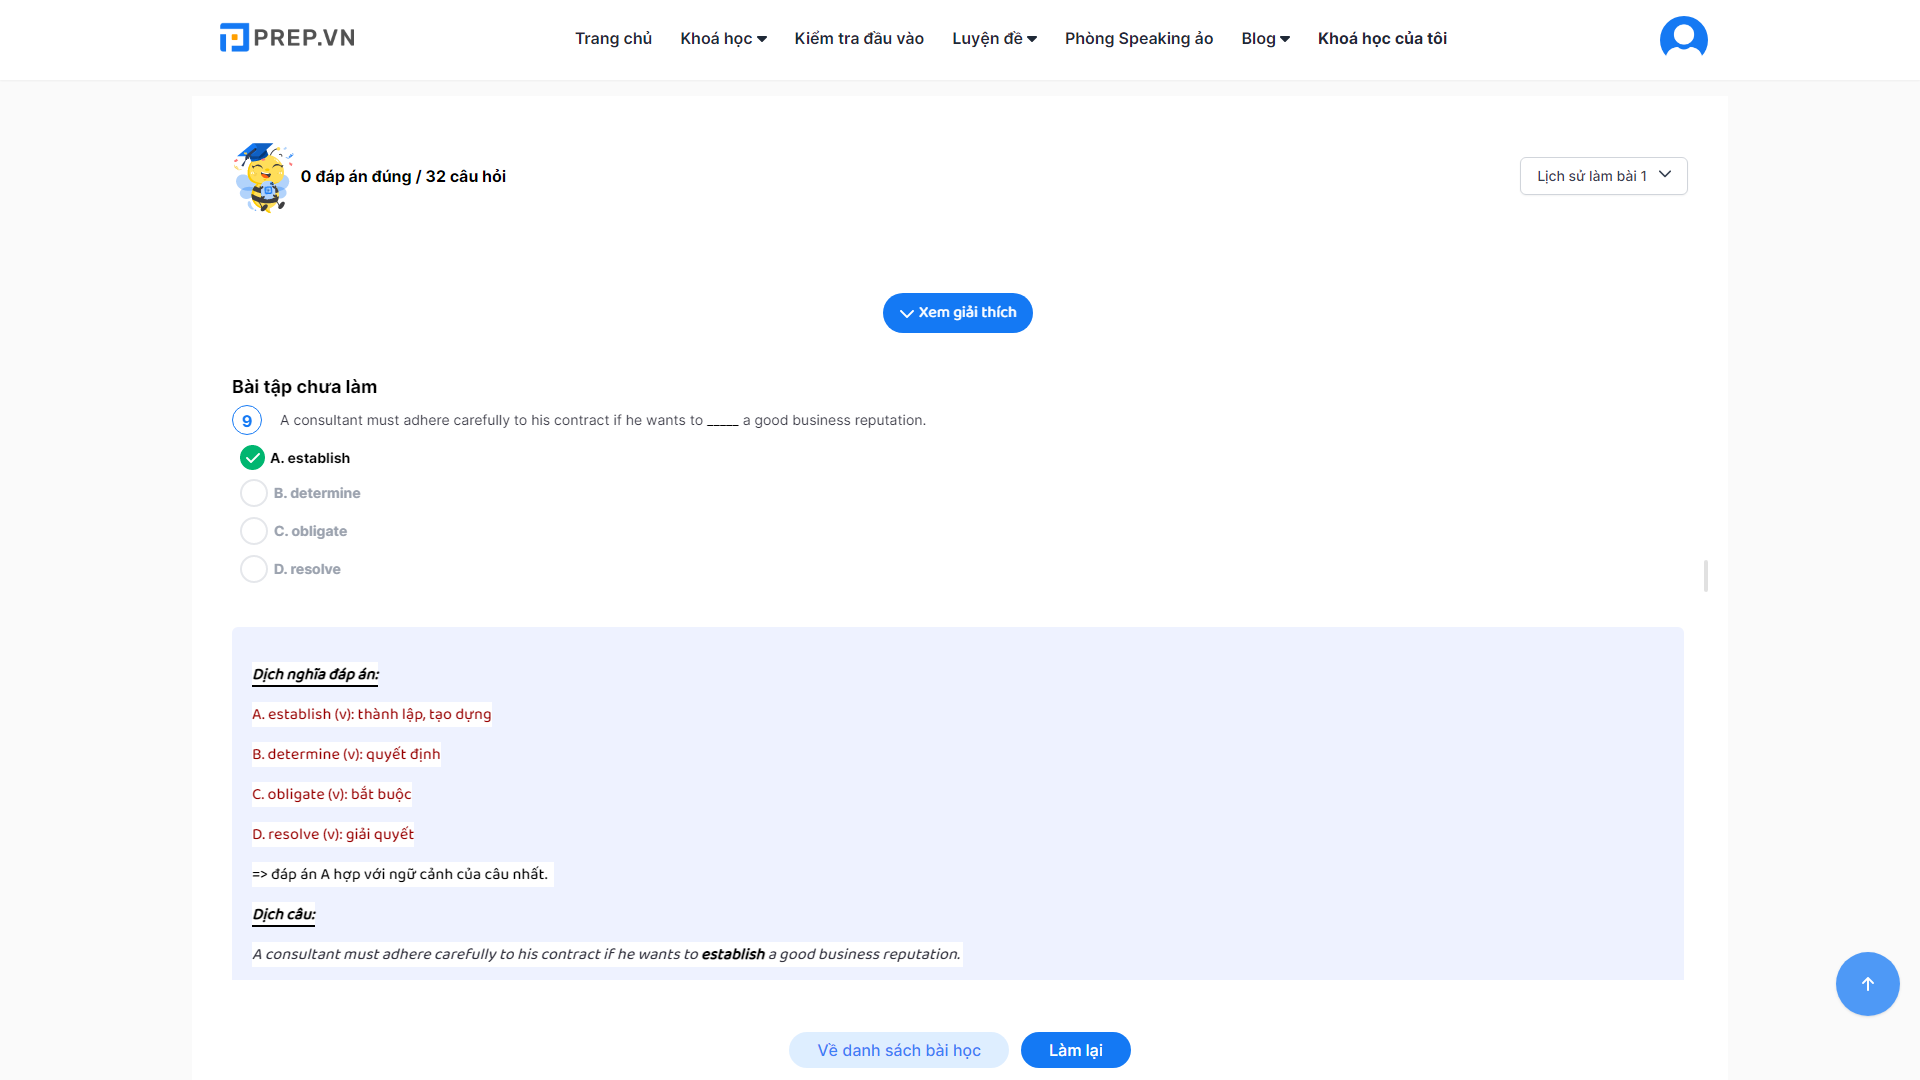 PREP.VN
Trang chủ Khoá học Kiểm tra đầu vào Luyện đề Phòng Speaking ảo Blog Khoá học của tôi
0 đáp án đúng / 32 câu hỏi
Lịch sử làm bài 1
Xem giải thích
Bài tập chưa làm
9 A consultant must adhere carefully to his contract if he wants to _____ a good business reputation.
A. establish
B. determine
C. obligate
D. resolve
Dịch nghĩa đáp án:
A. establish (v): thành lập, tạo dựng
B. determine (v): quyết định
C. obligate (v): bắt buộc
D. resolve (v): giải quyết
=> đáp án A hợp với ngữ cảnh của câu nhất.
Dịch câu:
A consultant must adhere carefully to his contract if he wants to establish a good business reputation.
Về danh sách bài học Làm lại